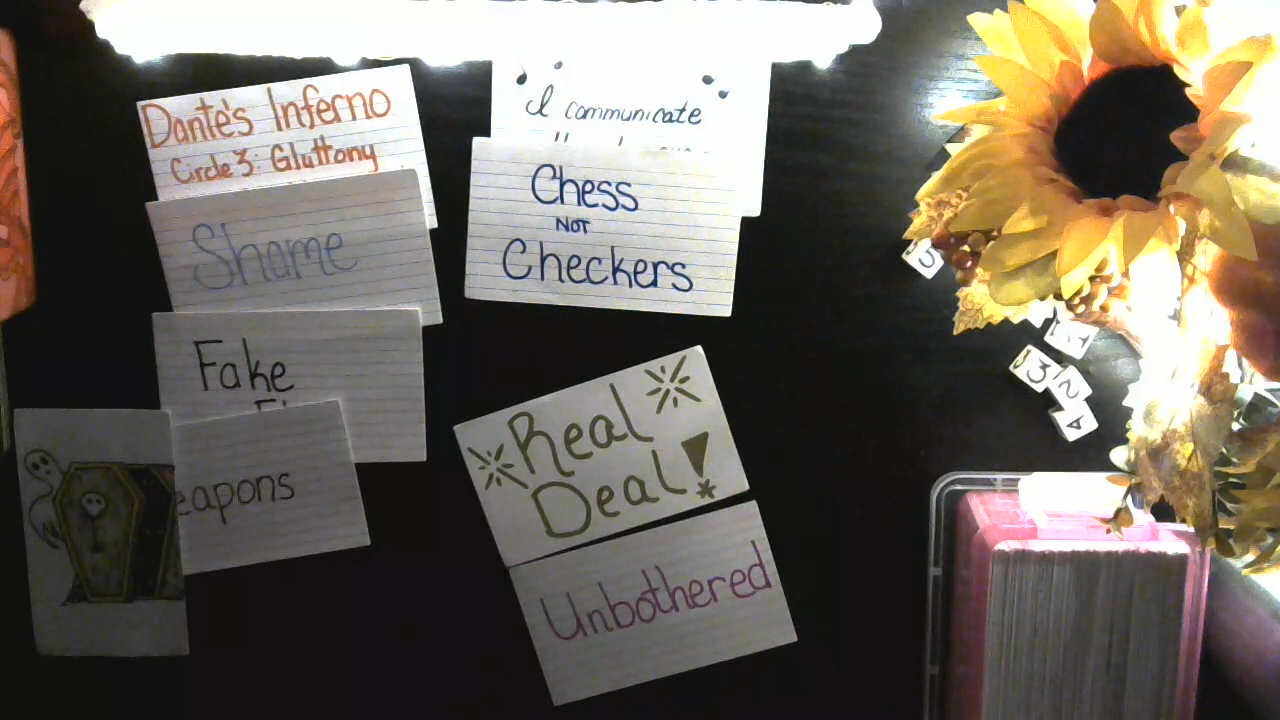 Dante's Inferno
Circle 3: Gluttony
Shame
Fake
eapons
I communicate
Chess
NOT
Checkers
Real
Deal!
Unbothered
5
3
2
4